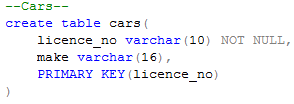 --Cars--
create table cars(
    licence_no varchar(10) NOT NULL,
    make varchar(16),
    PRIMARY KEY(licence_no)
)